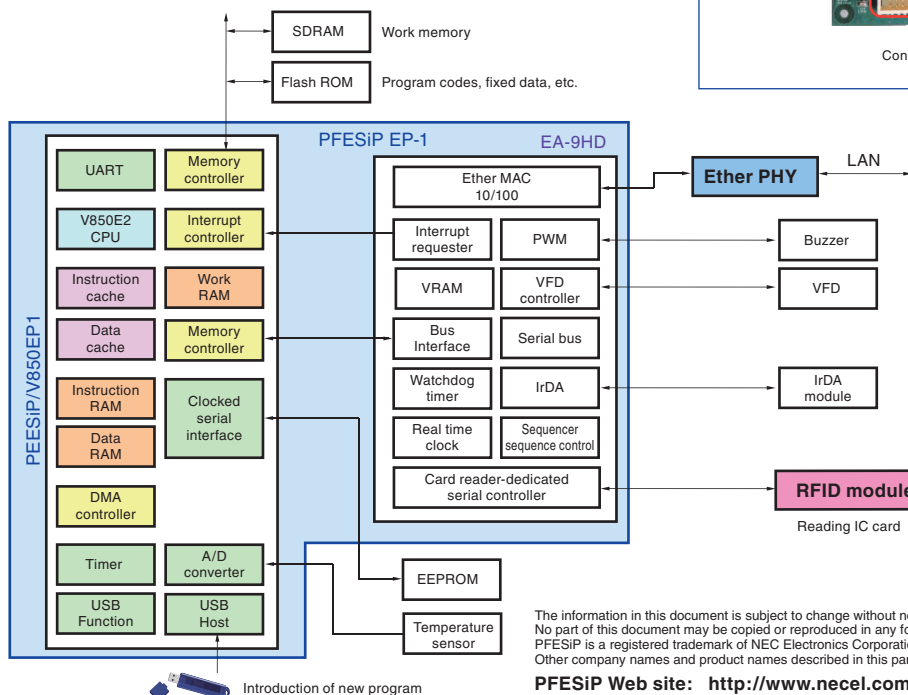 SDRAM
Work memory
Flash ROM
Program codes, fixed data, etc.
PFESiP EP-1
EA-9HD
PEESiP/V850EP1
UART
Memory
controller
V850E2
CPU
Interrupt
controller
Instruction
cache
Work
RAM
Data
cache
Memory
controller
Instruction
RAM
Clocked
serial
interface
Data
RAM
DMA
controller
Timer
A/D
converter
USB
Function
USB
Host
Ether MAC
10/100
Interrupt
requester
PWM
VRAM
VFD
controller
Bus
Interface
Serial bus
Watchdog
timer
IrDA
Real time
clock
Sequencer
sequence control
Card reader-dedicated
serial controller
Ether PHY
LAN
Buzzer
VFD
IrDA
module
RFID module
Reading IC card
EEPROM
Temperature
sensor
Introduction of new program
Con
The information in this document is subject to change without
No part of this document may be copied or reproduced in any
PFESiP is a registered trademark of NEC Electronics
Other company names and product names described in this
PFESiP Web site: http://www.necel.com